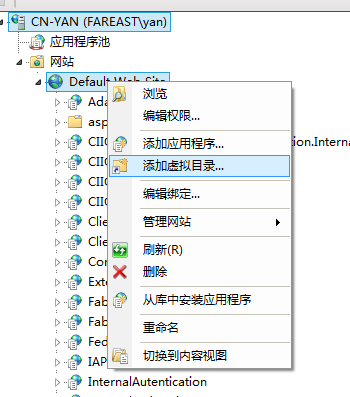 CN-YAN (FAREAST\yan)
应用程序池
网站
Default Web Site
Ada
asp
CIIC
CIIC
CIIC
CIIC
Clie
Clie
Cor
Exte
Fab
Fab
Fed
IAP
InternalAutentication
浏览
编辑权限...
添加应用程序...
tion.Interna
添加虚拟目录...
编辑绑定...
管理网站
刷新(R)
删除
从库中安装应用程序
重命名
切换到内容视图